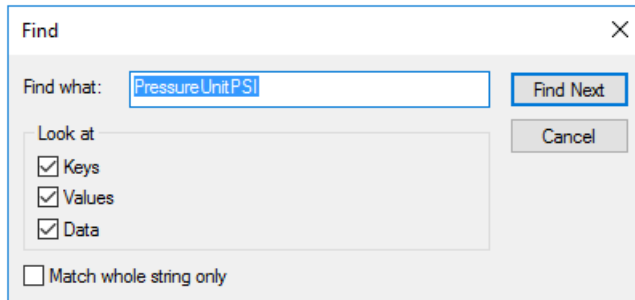 Find
Find what: PressureUnitPSI Find Next
Look at Cancel
Keys
Values
Data
Match whole string only